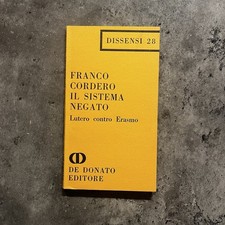 DISSENSI 28
FRANCO
CORDERO
IL SISTEMA
NEGATO
Lutero contro Erasmo
DE DONATO
EDITORE